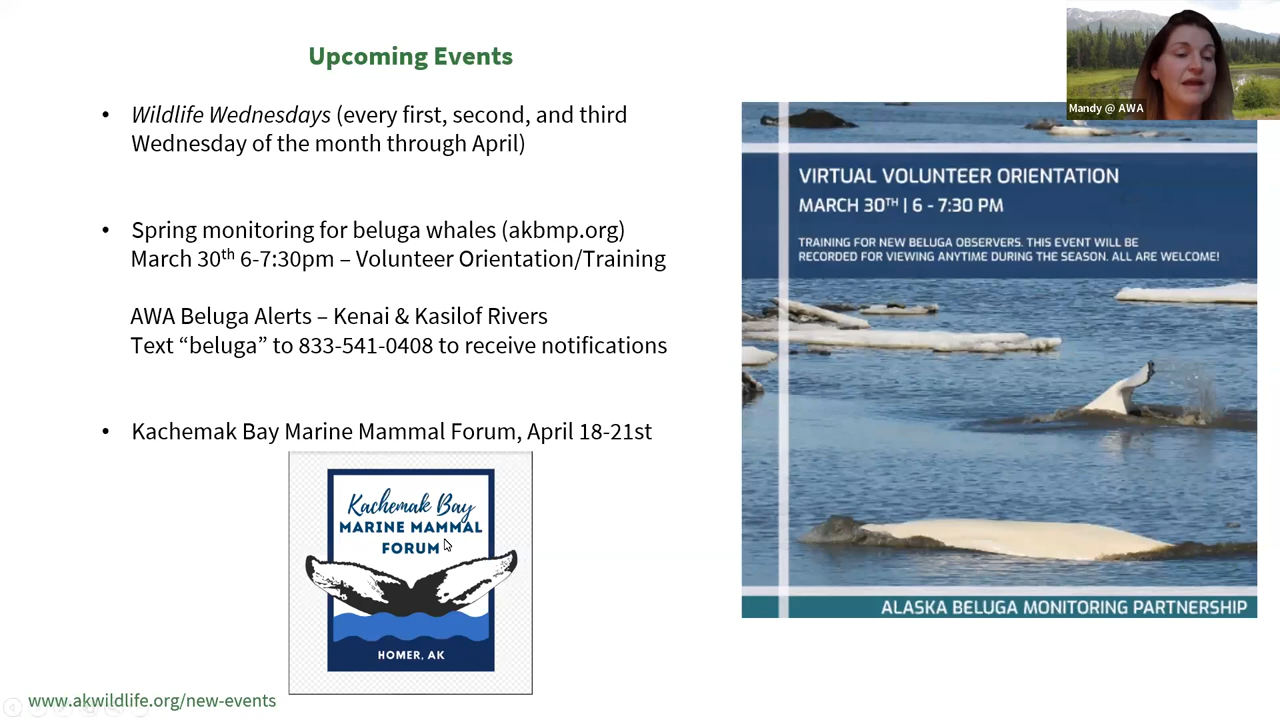 Upcoming Events
• Wildlife Wednesdays (every first, second, and third
Wednesday of the month through April)
• Spring monitoring for beluga whales (akbmp.org)
March 30th 6-7:30pm – Volunteer Orientation/Training
AWA Beluga Alerts – Kenai & Kasilof Rivers
Text “beluga” to 833-541-0408 to receive notifications
• Kachemak Bay Marine Mammal Forum, April 18-21st
Kachemak Bay
MARINE MAMMAL
FORUM
HOMER, AK
www.akwildlife.org/new-events
Mandy @ AWA
VIRTUAL VOLUNTEER ORIENTATION
MARCH 30TH | 6 - 7:30 PM
TRAINING FOR NEW BELUGA OBSERVERS. THIS EVENT WILL BE
RECORDED FOR VIEWING ANYTIME DURING THE SEASON. ALL ARE WELCOME!
ALASKA BELUGA MONITORING PARTNERSHIP